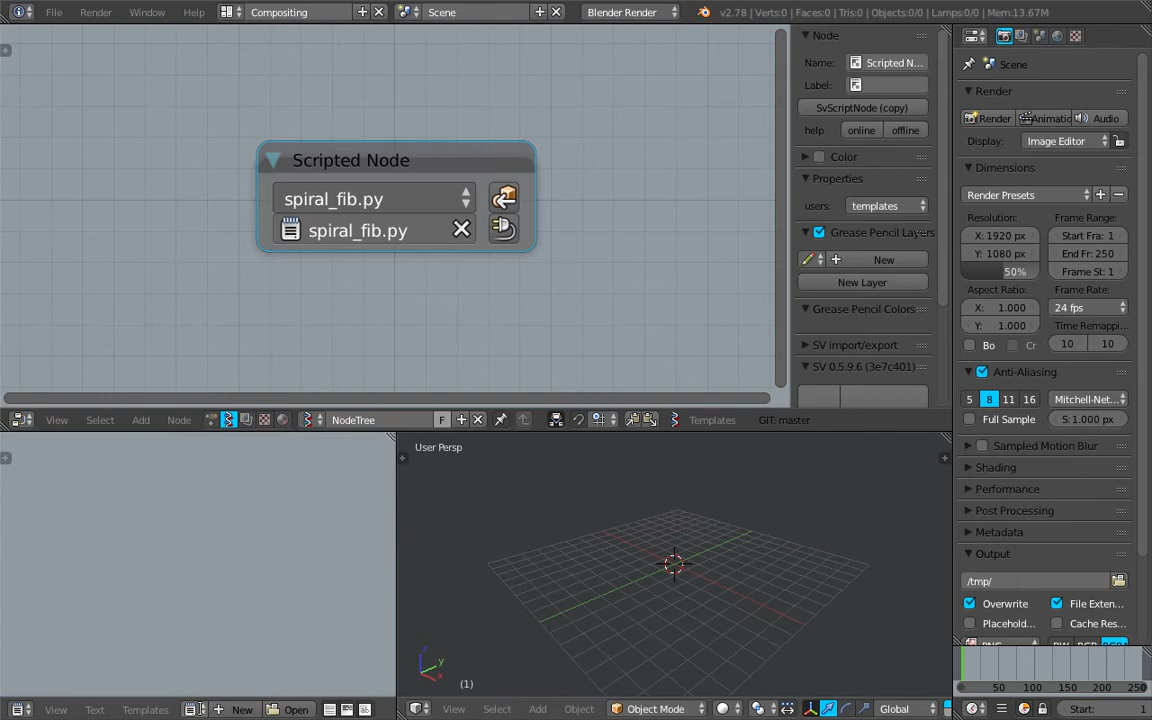 File Render Window Help Compositing Scene Blender Render v2.78 | Verts:0 | Faces:0 | Tris:0 | Objects:0/0 | Lamps:0/0 | Mem:13.67M
Scripted Node
spiral_fib.py
spiral_fib.py
Node
Name: Scripted N...
Label:
SvScriptNode (copy)
help online offline
Color
Properties
users: templates
Grease Pencil Layers
New
New Layer
Grease Pencil Colors
SV import/export
SV 0.5.9.6 (3e7c401)
Scene
Render
Render Animatic Audio
Display: Image Editor
Dimensions
Render Presets
Resolution: Frame Range:
X: 1920 px Start Fra: 1
Y: 1080 px End Fr: 250
50% Frame St: 1
Aspect Ratio: Frame Rate:
X: 1.000 24 fps
Y: 1.000 Time Remappi...
Bo Cr 10 10
Anti-Aliasing
5 8 11 16 Mitchell-Net...
Full Sample S: 1.000 px
Sampled Motion Blur
Shading
Performance
Post Processing
Metadata
Output
/tmp/
Overwrite File Exten...
Placehold... Cache Res...
View Select Add Node NodeTree F Templates GIT: master
User Persp
z
y
x
(1)
View Text Templates New Open
View Select Add Object Object Mode Global
0 50 100 150 200 250
Start: 1